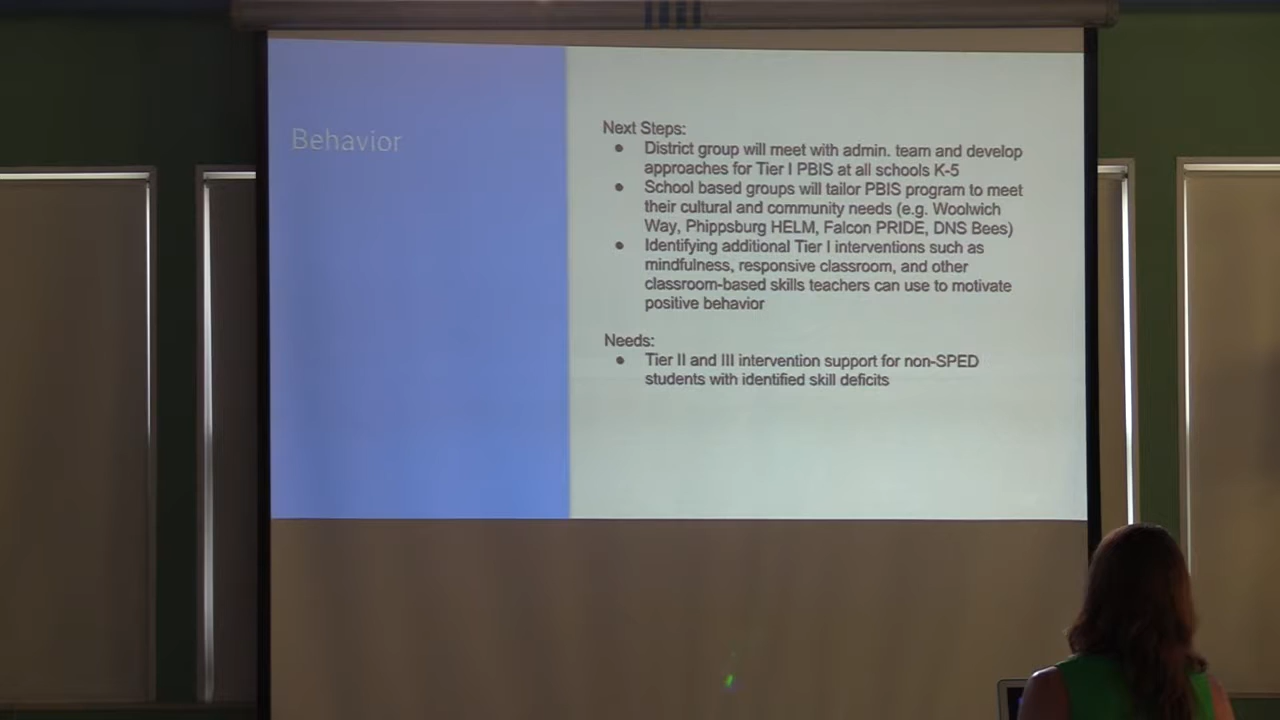 Behavior
Next Steps:
● District group will meet with admin. team and develop
approaches for Tier I PBIS at all schools K-5
● School based groups will tailor PBIS program to meet
their cultural and community needs (e.g. Woolwich
Way, Phippsburg HELM, Falcon PRIDE, DNS Bees)
● Identifying additional Tier I interventions such as
mindfulness, responsive classroom, and other
classroom-based skills teachers can use to motivate
positive behavior
Needs:
● Tier II and III intervention support for non-SPED
students with identified skill deficits